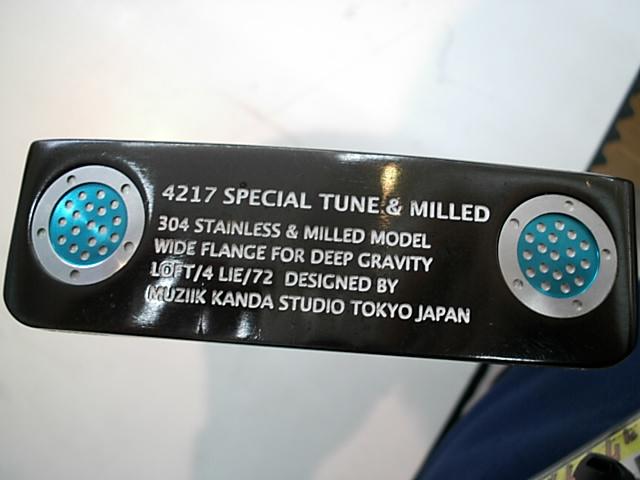 4217 SPECIAL TUNE & MILLED
304 STAINLESS & MILLED MODEL
WIDE FLANGE FOR DEEP GRAVITY
LOFT/4 LIE/72 DESIGNED BY
MUZIIK KANDA STUDIO TOKYO JAPAN